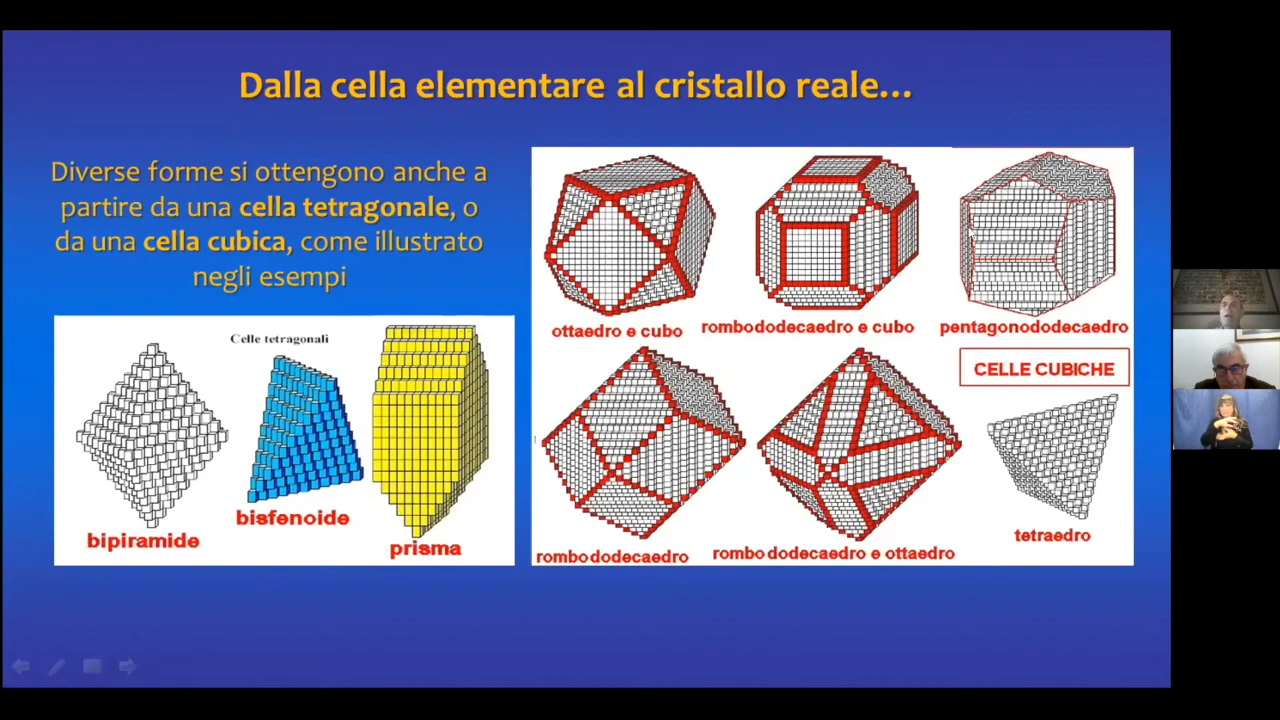 Dalla cella elementare al cristallo reale...
Diverse forme si ottengono anche a
partire da una cella tetragonale, o
da una cella cubica, come illustrato
negli esempi
Celle tetragonali
bipiramide
bisfenoide
prisma
ottaedro e cubo
rombododecaedro e cubo
pentagonododecaedro
CELLE CUBICHE
rombododecaedro
rombododecaedro e ottaedro
tetraedro